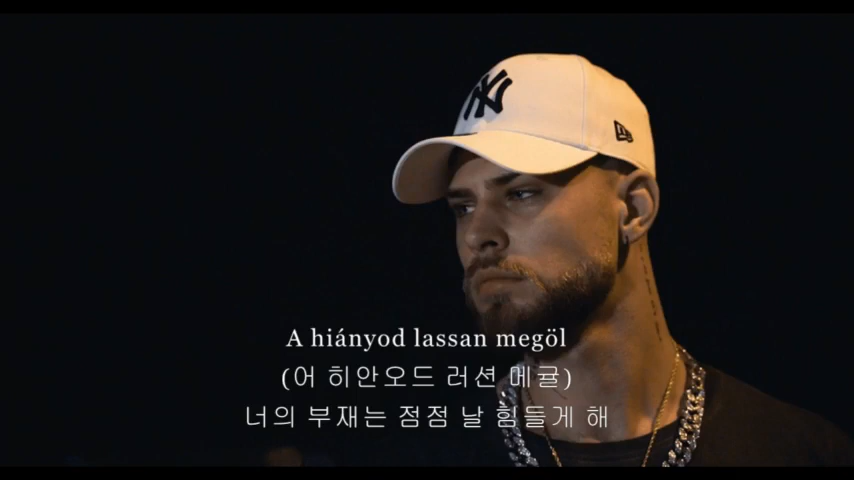 NY
A hiányod lassan megöl
(어 히안오드 러션 메귤)
너의 부재는 점점 날 힘들게 해